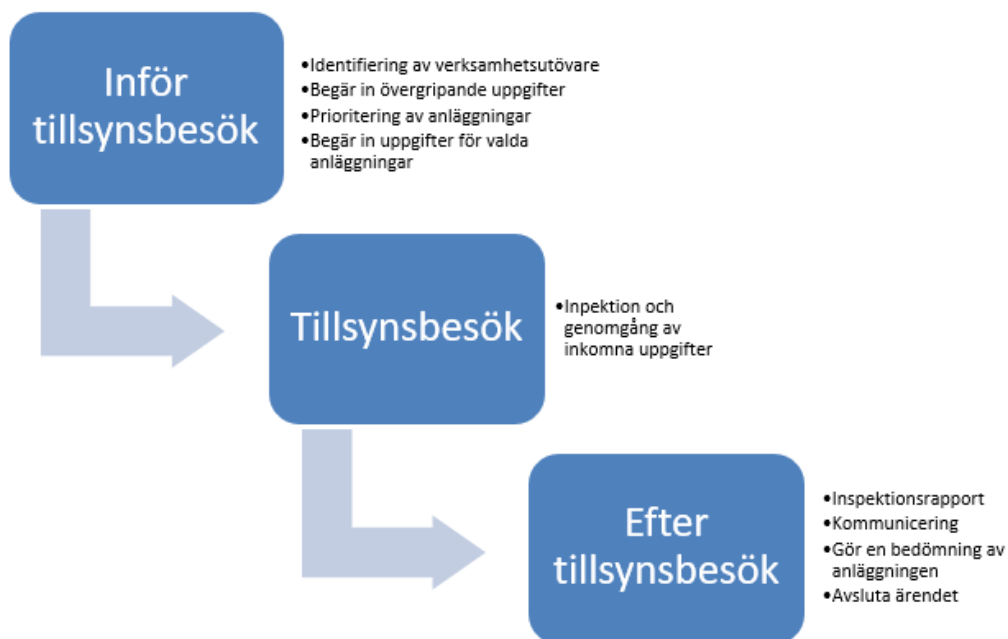 Inför
tillsynsbesök
•Identifiering av verksamhetsutövare
•Begär in övergripande uppgifter
•Prioritering av anläggningar
•Begär in uppgifter för valda
anläggningar
Tillsynsbesök
•Inpektion och
genomgång av
inkomna uppgifter
Efter
tillsynsbesök
•Inspektionsrapport
•Kommunicering
•Gör en bedömning av
anläggningen
•Avsluta ärendet